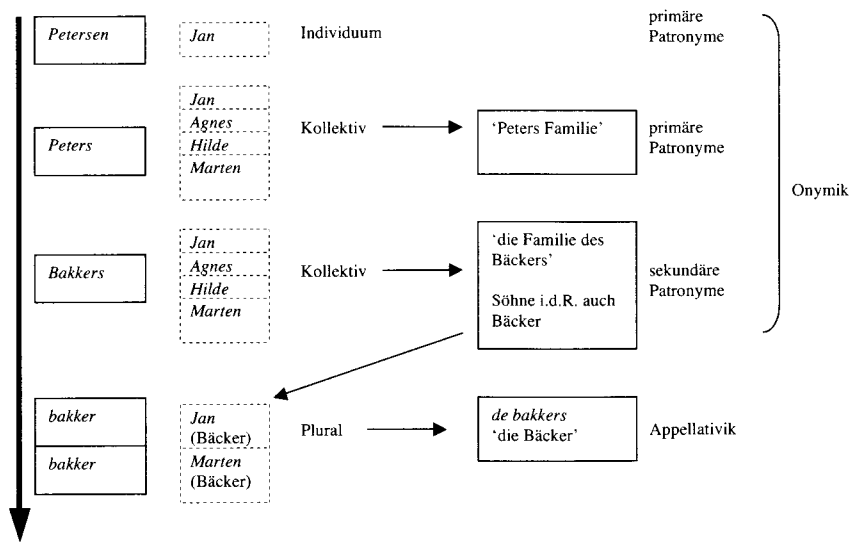 Petersen
Jan
Individuum
primäre
Patronyme
Peters
Jan
Agnes
Hilde
Marten
Kollektiv
‘Peters Familie’
primäre
Patronyme
Onymik
Bakkers
Jan
Agnes
Hilde
Marten
Kollektiv
‘die Familie des
Bäckers’
Söhne i.d.R. auch
Bäcker
sekundäre
Patronyme
bakker
bakker
Jan
(Bäcker)
Marten
(Bäcker)
Plural
de bakkers
‘die Bäcker’
Appellativik